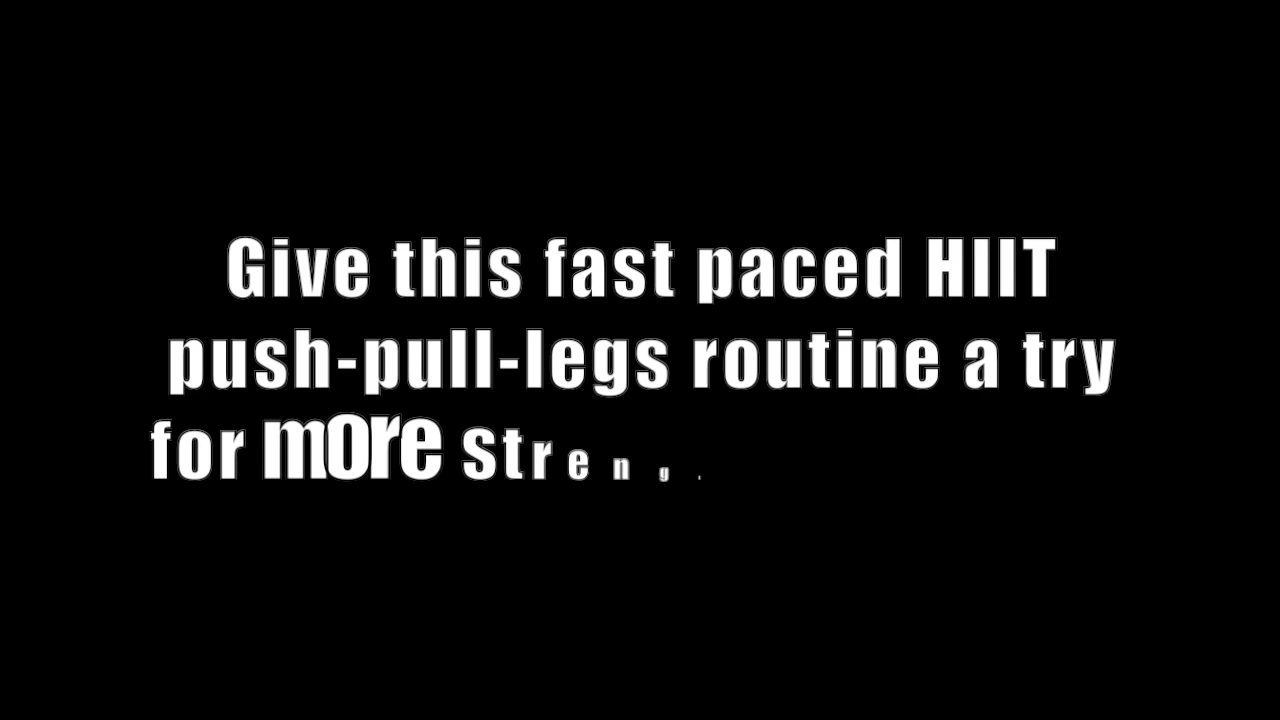 Give this fast paced HIIT
push-pull-legs routine a try
for more streng